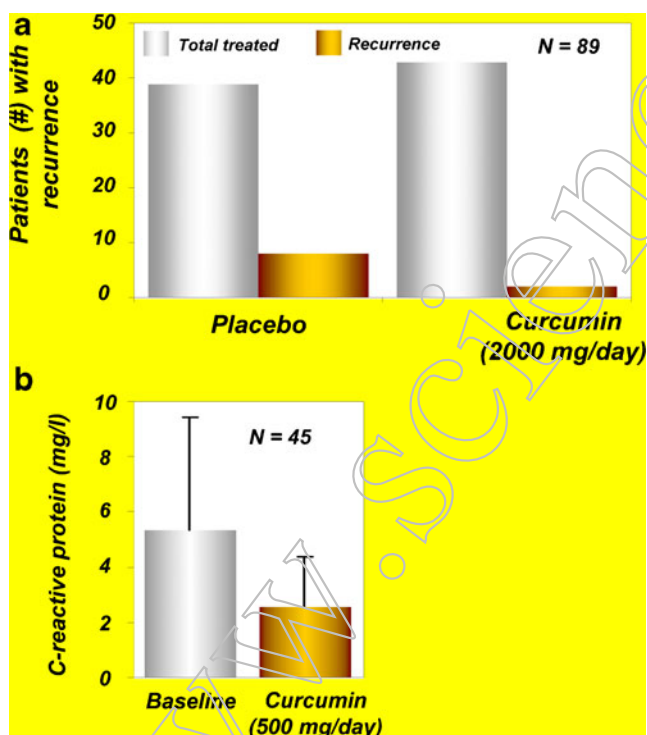 a
50
40
30
20
10
0
Patients (#) with
recurrence
Total treated
Recurrence
N = 89
Placebo
Curcumin
(2000 mg/day)
b
10
8
6
4
2
0
C-reactive protein (mg/l)
N = 45
Baseline
Curcumin
(500 mg/day)